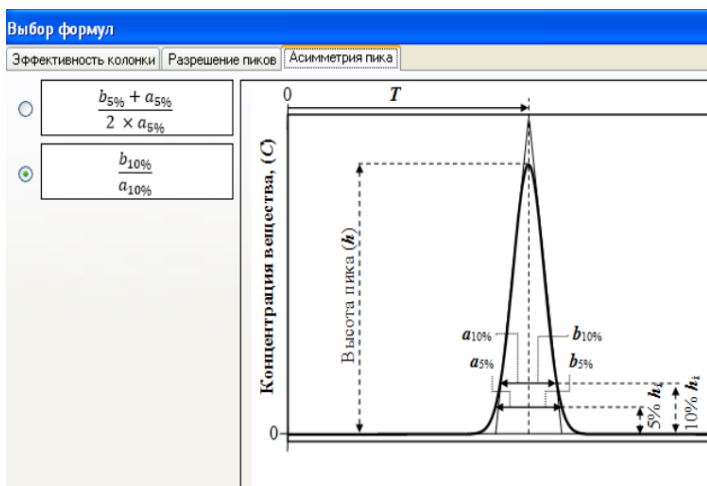 Выбор формул
Эффективность колонки Разрешение пиков Асимметрия пика
b5% + a5%
2 × a5%
b10%
a10%
0
T
Концентрация вещества, (C)
Высота пика (h)
a10% b10%
a5% b5%
5% hi
10% hi
0